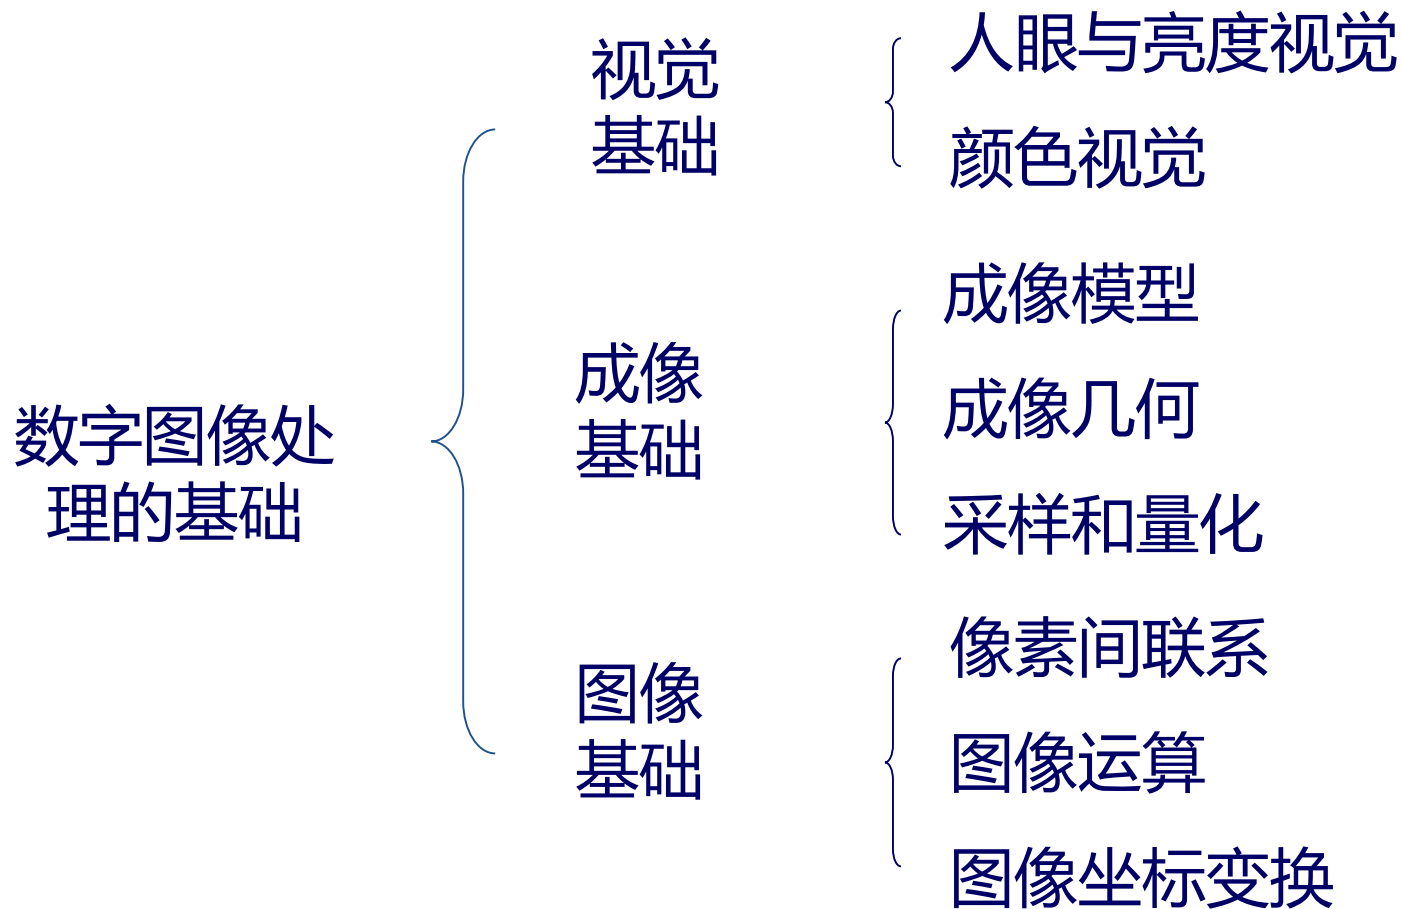 数字图像处
理的基础
视觉
基础
人眼与亮度视觉
颜色视觉
成像
基础
成像模型
成像几何
采样和量化
图像
基础
像素间联系
图像运算
图像坐标变换